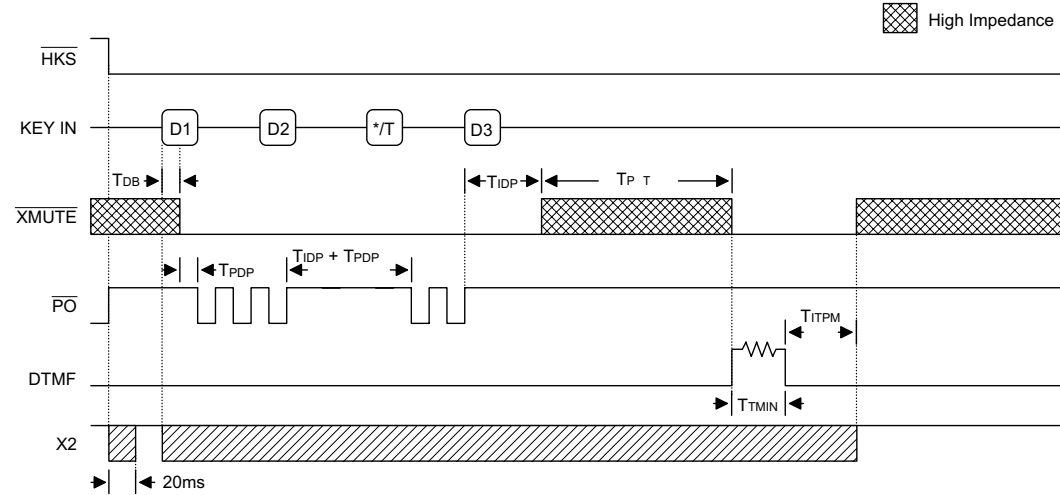 High Impedance
HKS
KEY IN
D1 D2 */T D3
TDB
TIDP
TP T
XMUTE
TPDP
TIDP + TPDP
PO
TITPM
DTMF
TTMIN
X2
20ms